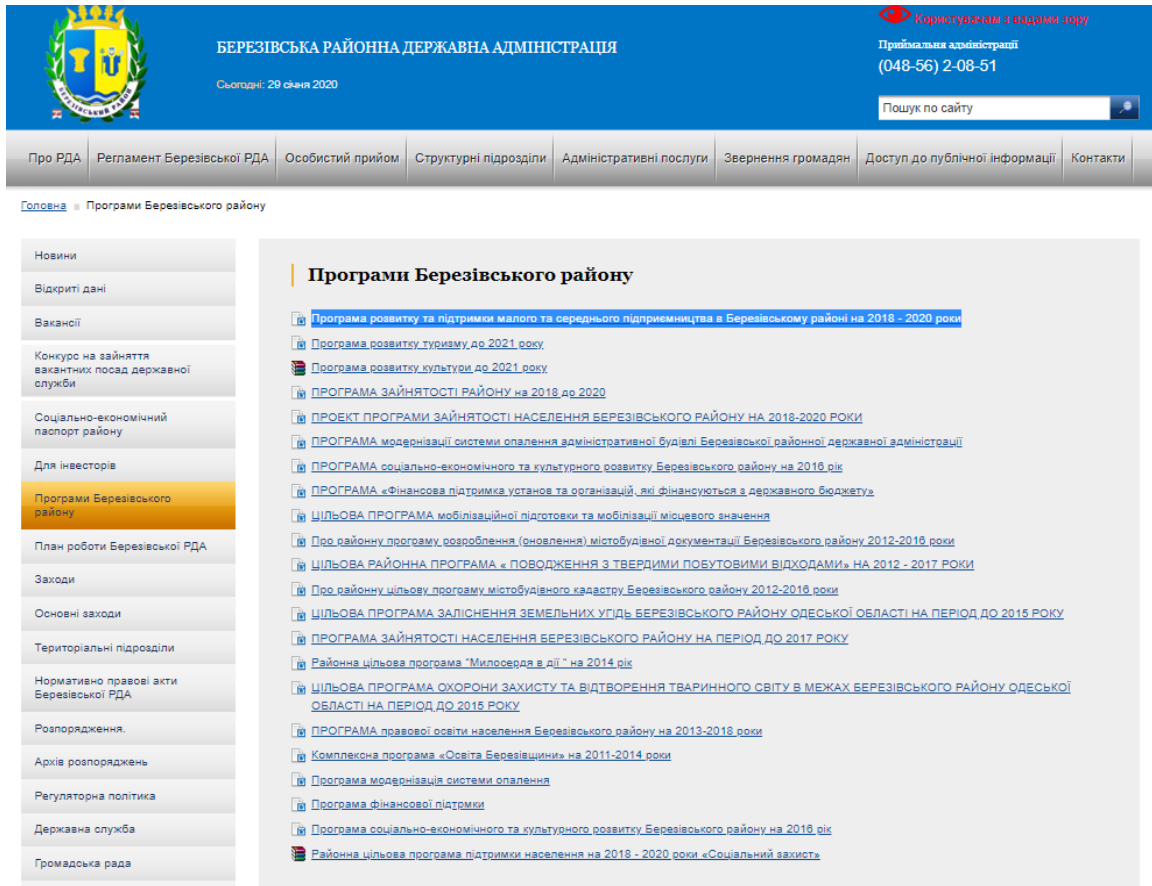 Користувачам з вадами зору
БЕРЕЗІВСЬКА РАЙОННА ДЕРЖАВНА АДМІНІСТРАЦІЯ
Приймальня адміністрації
(048-56) 2-08-51
Сьогодні: 29 січня 2020
БЕРЕЗІВСЬКИЙ РАЙОН
Пошук по сайту
Про РДА Регламент Березівської РДА Особистий прийом Структурні підрозділи Адміністративні послуги Звернення громадян Доступ до публічної інформації Контакти
Головна Програми Березівського району
Новини
Відкриті дані
Вакансії
Конкурс на зайняття
вакантних посад державної
служби
Соціально-економічний
паспорт району
Для інвесторів
Програми Березівського
району
План роботи Березівської РДА
Заходи
Основні заходи
Територіальні підрозділи
Нормативно правові акти
Березівської РДА
Розпорядження.
Архів розпоряджень
Регуляторна політика
Державна служба
Громадська рада
Програми Березівського району
Програма розвитку та підтримки малого та середнього підприємництва в Березівському районі на 2018 - 2020 роки
Програма розвитку туризму до 2021 року
Програма розвитку культури до 2021 року
ПРОГРАМА ЗАЙНЯТОСТІ РАЙОНУ на 2018 до 2020
ПРОЕКТ ПРОГРАМИ ЗАЙНЯТОСТІ НАСЕЛЕННЯ БЕРЕЗІВСЬКОГО РАЙОНУ НА 2018-2020 РОКИ
ПРОГРАМА модернізації системи опалення адміністративної будівлі Березівської районної державної адміністрації
ПРОГРАМА соціально-економічного та культурного розвитку Березівського району на 2016 рік
ПРОГРАМА «Фінансова підтримка установ та організацій, які фінансуються з державного бюджету»
ЦІЛЬОВА ПРОГРАМА мобілізаційної підготовки та мобілізації місцевого значення
Про районну програму розроблення (оновлення) містобудівної документації Березівського району 2012-2016 роки
ЦІЛЬОВА РАЙОННА ПРОГРАМА « ПОВОДЖЕННЯ З ТВЕРДИМИ ПОБУТОВИМИ ВІДХОДАМИ» НА 2012 - 2017 РОКИ
Про районну цільову програму містобудівного кадастру Березівського району 2012-2016 роки
ЦІЛЬОВА ПРОГРАМА ЗАЛІСНЕННЯ ЗЕМЕЛЬНИХ УГІДЬ БЕРЕЗІВСЬКОГО РАЙОНУ ОДЕСЬКОЇ ОБЛАСТІ НА ПЕРІОД ДО 2015 РОКУ
ПРОГРАМА ЗАЙНЯТОСТІ НАСЕЛЕННЯ БЕРЕЗІВСЬКОГО РАЙОНУ НА ПЕРІОД ДО 2017 РОКУ
Районна цільова програма "Милосердя в дії " на 2014 рік
ЦІЛЬОВА ПРОГРАМА ОХОРОНИ ЗАХИСТУ ТА ВІДТВОРЕННЯ ТВАРИННОГО СВІТУ В МЕЖАХ БЕРЕЗІВСЬКОГО РАЙОНУ ОДЕСЬКОЇ
ОБЛАСТІ НА ПЕРІОД ДО 2015 РОКУ
ПРОГРАМА правової освіти населення Березівського району на 2013-2018 роки
Комплексна програма «Освіта Березівщини» на 2011-2014 роки
Програма модернізація системи опалення
Програма фінансової підтрмки
Програма соціально-економічного та культурного розвитку Березівського району на 2016 рік
Районна цільова програма підтримки населення на 2018 - 2020 роки «Соціальний захист»